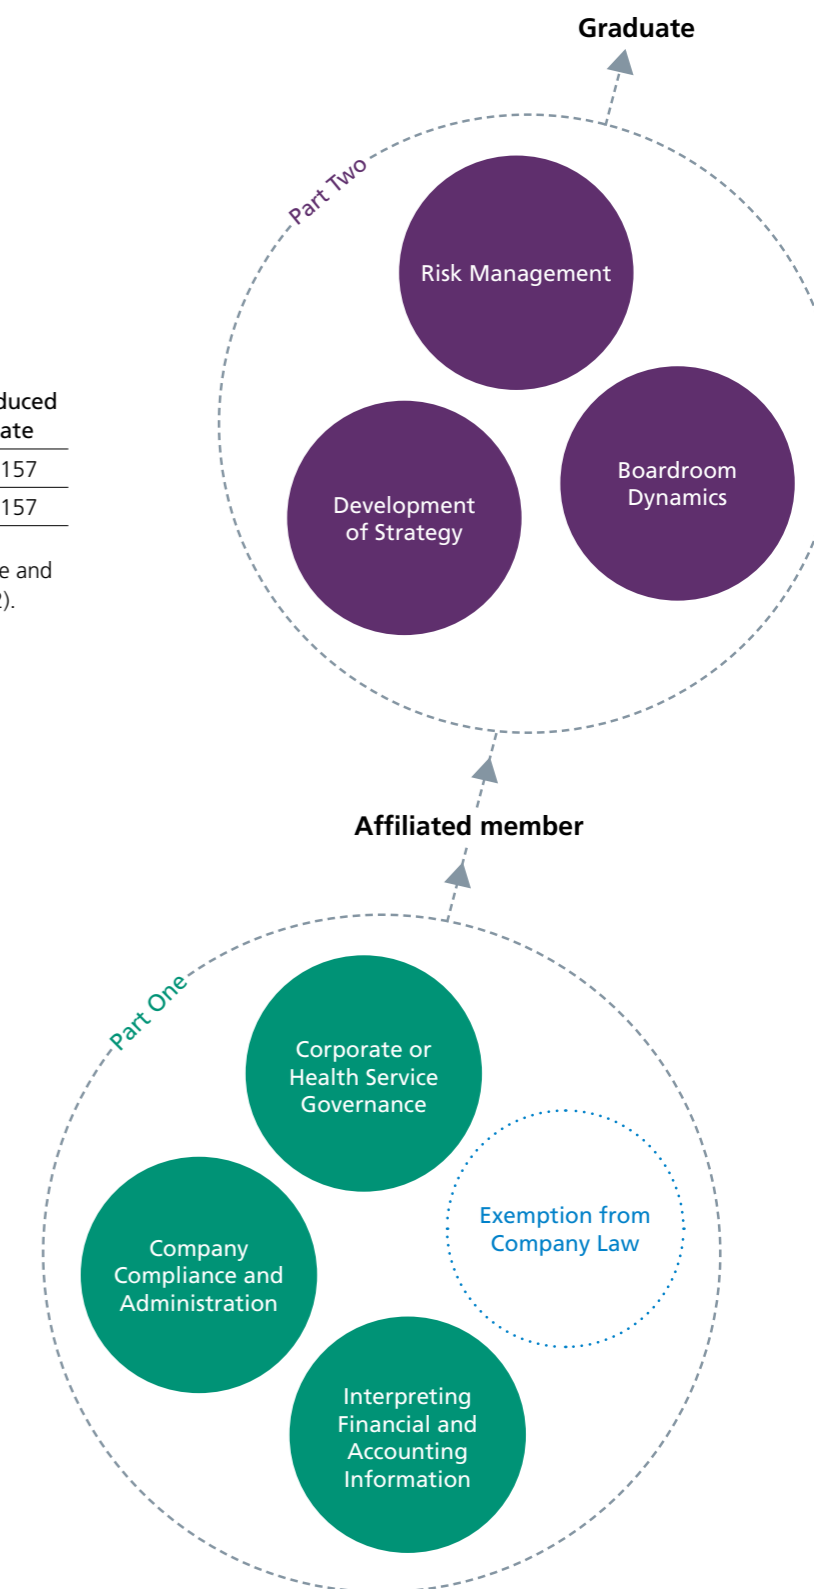 Graduate
Part Two
Risk Management
Boardroom
Dynamics
Development
of Strategy
duced
ate
157
157
e and
2).
Affiliated member
Part One
Corporate or
Health Service
Governance
Exemption from
Company Law
Company
Compliance and
Administration
Interpreting
Financial and
Accounting
Information